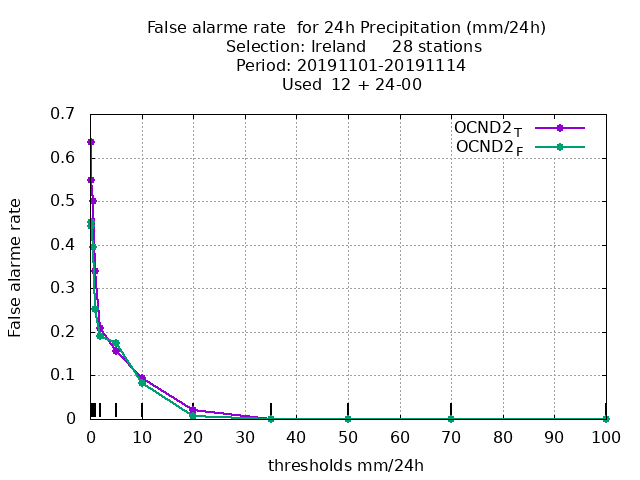 False alarme rate  for 24h Precipitation (mm/24h)
Selection: Ireland     28 stations
Period: 20191101-20191114
Used  12 + 24-00
OCND2_T
OCND2_F
0.7
0.6
0.5
0.4
0.3
0.2
0.1
0
False alarme rate
0 10 20 30 40 50 60 70 80 90 100
thresholds mm/24h